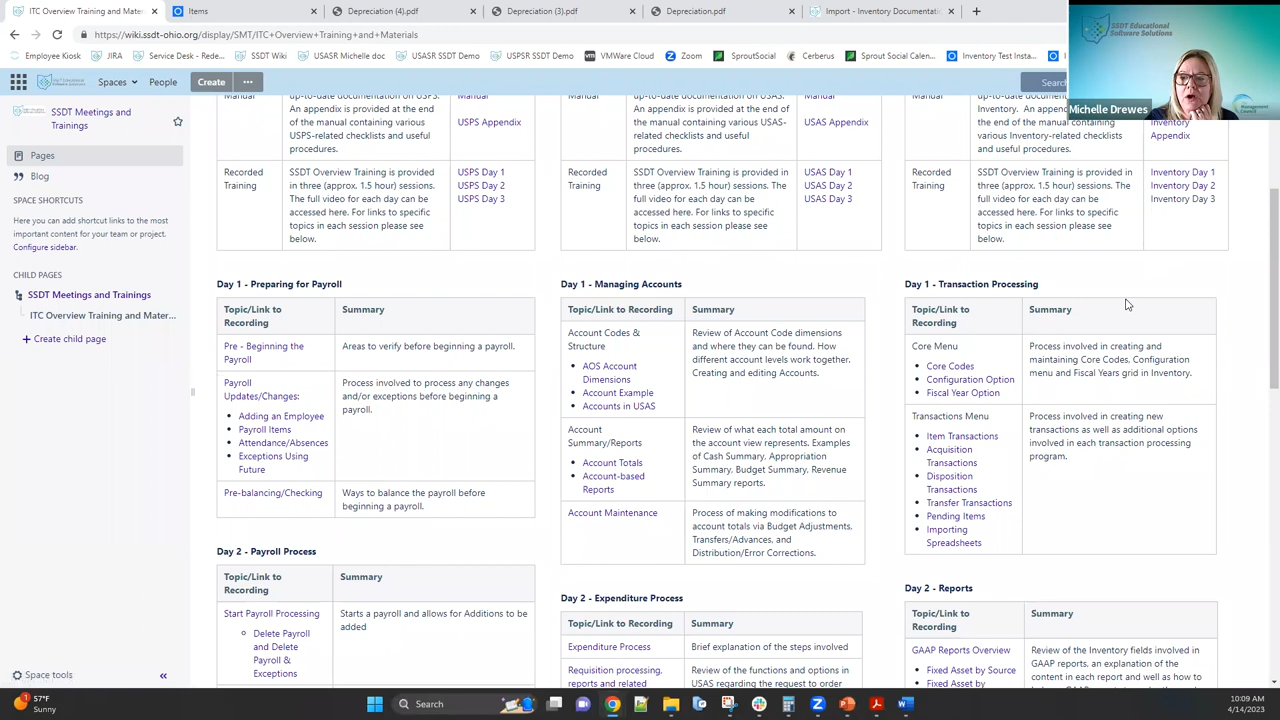 ITC Overview Training and Mater
Items
Depreciation (4).pdf
Depreciation (3).pdf
Depreciation.pdf
Import - Inventory Documentati
https://wiki.ssdt-ohio.org/display/SMT/ITC+Overview+Training+and+Materials
Employee Kiosk
JIRA
Service Desk - Rede...
SSDT Wiki
USASR Michelle doc
USASR SSDT Demo
USPSR SSDT Demo
VMWare Cloud
Zoom
SproutSocial
Cerberus
Sprout Social Calen...
Inventory Test Insta...
SSDT Educational
Software Solutions
Management
Council
Michelle Drewes
Spaces
People
Create
Search
SSDT Meetings and
Trainings
Pages
Blog
SPACE SHORTCUTS
Here you can add shortcut links to the most
important content for your team or project.
Configure sidebar.
CHILD PAGES
SSDT Meetings and Trainings
ITC Overview Training and Mater...
+ Create child page
Space tools
Manual
up-to-date documentation on USPS.
An appendix is provided at the end
of the manual containing various
USPS-related checklists and useful
procedures.
Manual
USPS Appendix
Recorded
Training
SSDT Overview Training is provided
in three (approx. 1.5 hour) sessions.
The full video for each day can be
accessed here. For links to specific
topics in each session please see
below.
USPS Day 1
USPS Day 2
USPS Day 3
Manual
up-to-date documentation on USAS.
An appendix is provided at the end
of the manual containing various
USAS-
related checklists and useful
procedures.
Manual
USAS Appendix
Recorded
Training
SSDT Overview Training is provided in
three (approx. 1.5 hour) sessions. The
full video for each day can be
accessed here. For links to specific
topics in each session please see
below.
USAS Day 1
USAS Day 2
USAS Day 3
Manual
up-to-date documentation on
Inventory. An appendix is provided at
the end of the manual containing
various Inventory-related checklists
and useful procedures.
Inventory
Appendix
Recorded
Training
SSDT Overview Training is provided in
three (approx. 1.5 hour) sessions. The
full video for each day can be
accessed here. For links to specific
topics in each session please see
below.
Inventory Day 1
Inventory Day 2
Inventory Day 3
Day 1 - Preparing for Payroll
Topic/Link to
Recording
Summary
Pre - Beginning the
Payroll
Areas to verify before beginning a payroll.
Payroll
Updates/Changes:
Adding an Employee
Payroll Items
Attendance/Absences
Exceptions Using
Future
Process involved to process any changes
and/or exceptions before beginning a
payroll.
Pre-balancing/Checking
Ways to balance the payroll before
beginning a payroll.
Day 2 - Payroll Process
Topic/Link to
Recording
Summary
Start Payroll Processing
Delete Payroll
and Delete
Payroll &
Exceptions
Starts a payroll and allows for Additions to be
added
Day 1 - Managing Accounts
Topic/Link to Recording
Summary
Account Codes &
Structure
AOS Account
Dimensions
Account Example
Accounts in USAS
Review of Account Code dimensions
and where they can be found. How
different account levels work together.
Creating and editing Accounts.
Account
Summary/Reports
Account Totals
Account-based
Reports
Review of what each total amount on
the account view represents. Examples
of Cash Summary, Appropriation
Summary, Budget Summary, Revenue
Summary reports.
Account Maintenance
Process of making modifications to
account totals via Budget Adjustments,
Transfers/Advances, and
Distribution/Error Corrections.
Day 2 - Expenditure Process
Topic/Link to Recording
Summary
Expenditure Process
Brief explanation of the steps involved
Requisition processing,
reports and related
Review of the functions and options in
USAS regarding the request to order
Day 1 - Transaction Processing
Topic/Link to
Recording
Summary
Core Menu
Core Codes
Configuration Option
Fiscal Year Option
Process involved in creating and
maintaining Core Codes, Configuration
menu and Fiscal Years grid in Inventory.
Transactions Menu
Item Transactions
Acquisition
Transactions
Disposition
Transactions
Transfer Transactions
Pending Items
Importing
Spreadsheets
Process involved in creating new
transactions as well as additional options
involved in each transaction processing
program.
Day 2 - Reports
Topic/Link to
Recording
Summary
GAAP Reports Overview
Fixed Asset by Source
Fixed Asset by
Review of the Inventory fields involved in
GAAP reports, an explanation of the
content in each report and well as how to
57°F
Sunny
Search
10:09 AM
4/14/2023